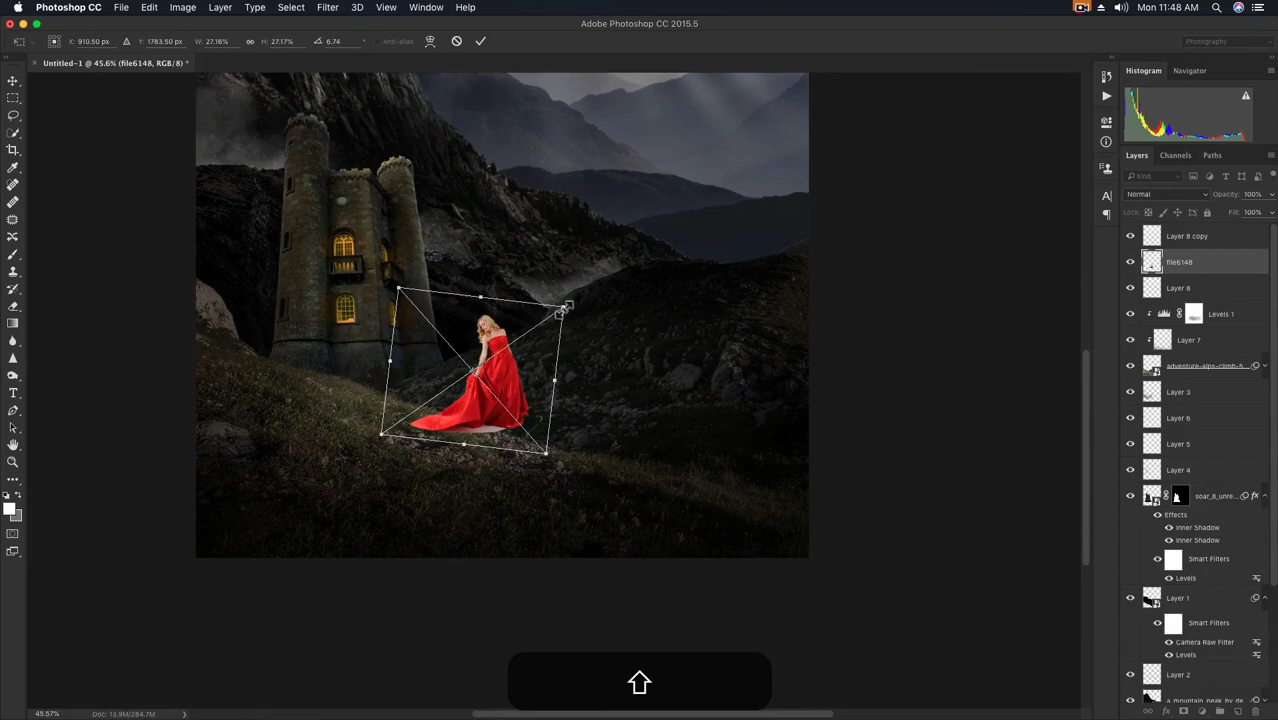 Photoshop CC File Edit Image Layer Type Select Filter 3D View Window Help Mon 11:48 AM
Adobe Photoshop CC 2015.5
X: 910.50 px Y: 1783.50 px W: 27.16% H: 27.17% 6.74 ° Anti-alias Photography
× Untitled-1 @ 45.6% (file6148, RGB/8) *
Histogram Navigator
Layers Channels Paths
Kind
Normal Opacity: 100%
Lock: Fill: 100%
Layer 8 copy
file6148
Layer 8
Levels 1
Layer 7
adventure-alps-climb-5...
Layer 3
Layer 6
Layer 5
Layer 4
soar_8_unre... fx
Effects
Inner Shadow
Inner Shadow
Smart Filters
Levels
Layer 1
Smart Filters
Camera Raw Filter
Levels
Layer 2
a_mountain_peak_by_de...
45.57% Doc: 13.9M/284.7M